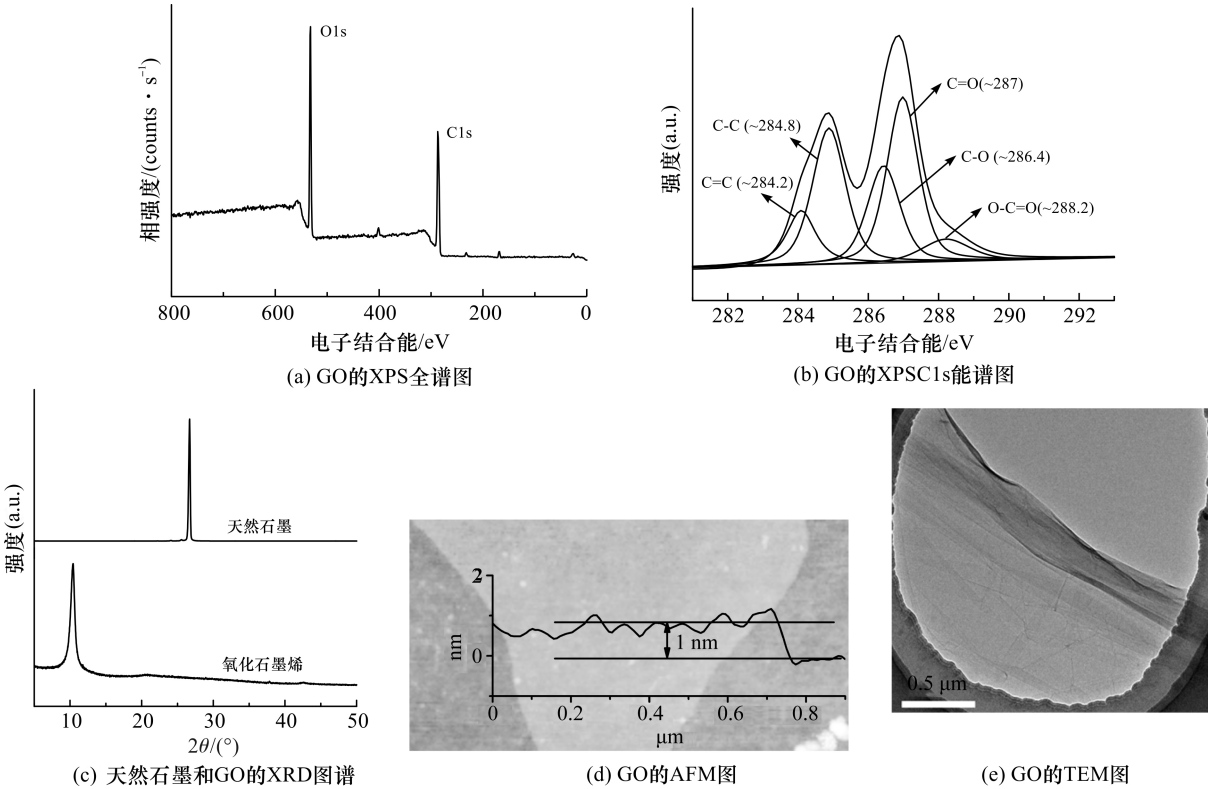 O1s
C1s
相强度/(counts·s⁻¹)
800 600 400 200 0
电子结合能/eV
(a) GO的XPS全谱图
C=O(~287)
C-C (~284.8)
C-O (~286.4)
C=C (~284.2)
O-C=O(~288.2)
强度(a.u.)
282 284 286 288 290 292
电子结合能/eV
(b) GO的XPSC1s能谱图
强度(a.u.)
天然石墨
氧化石墨烯
10 20 30 40 50
2θ/(°)
(c) 天然石墨和GO的XRD图谱
2
0
nm
1 nm
0 0.2 0.4 0.6 0.8
μm
(d) GO的AFM图
0.5 μm
(e) GO的TEM图